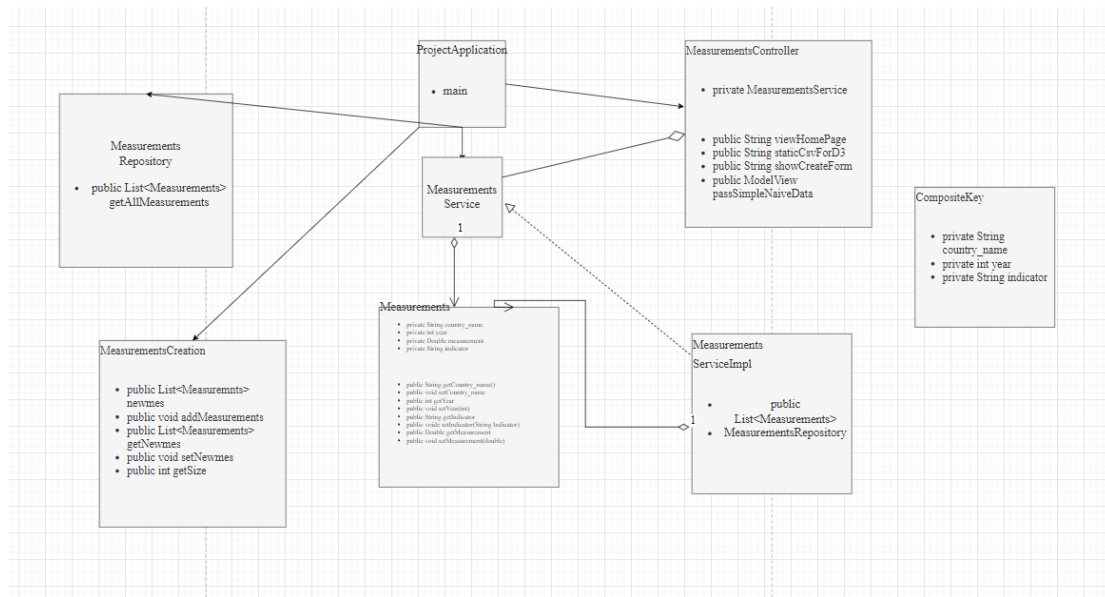 ProjectApplication
• main
MeasurementsController
• private MeasurementsService
• public String viewHomePage
• public String staticCsvForD3
• public String showCreateForm
• public ModelView
passSimpleNaiveData
Measurements
Repository
• public List<Measurements>
getAllMeasurements
Measurements
Service
1
CompositeKey
• private String
country_name
• private int year
• private String indicator
Measurements
• private String country_name
• private int year
• private Double measurement
• private String indicator
• public String getCountry_name()
• public void setCountry_name
• public int getYear
• public void setYear(int)
• public String getIndicator
• public voide setIndicator(String Indicator)
• public Double getMeasurement
• public void setMeasurement(double)
MeasurementsCreation
• public List<Measuremnts>
newmes
• public void addMeasurements
• public List<Measurements>
getNewmes
• public void setNewmes
• public int getSize
Measurements
ServiceImpl
• public
List<Measurements>
• MeasurementsRepository
1